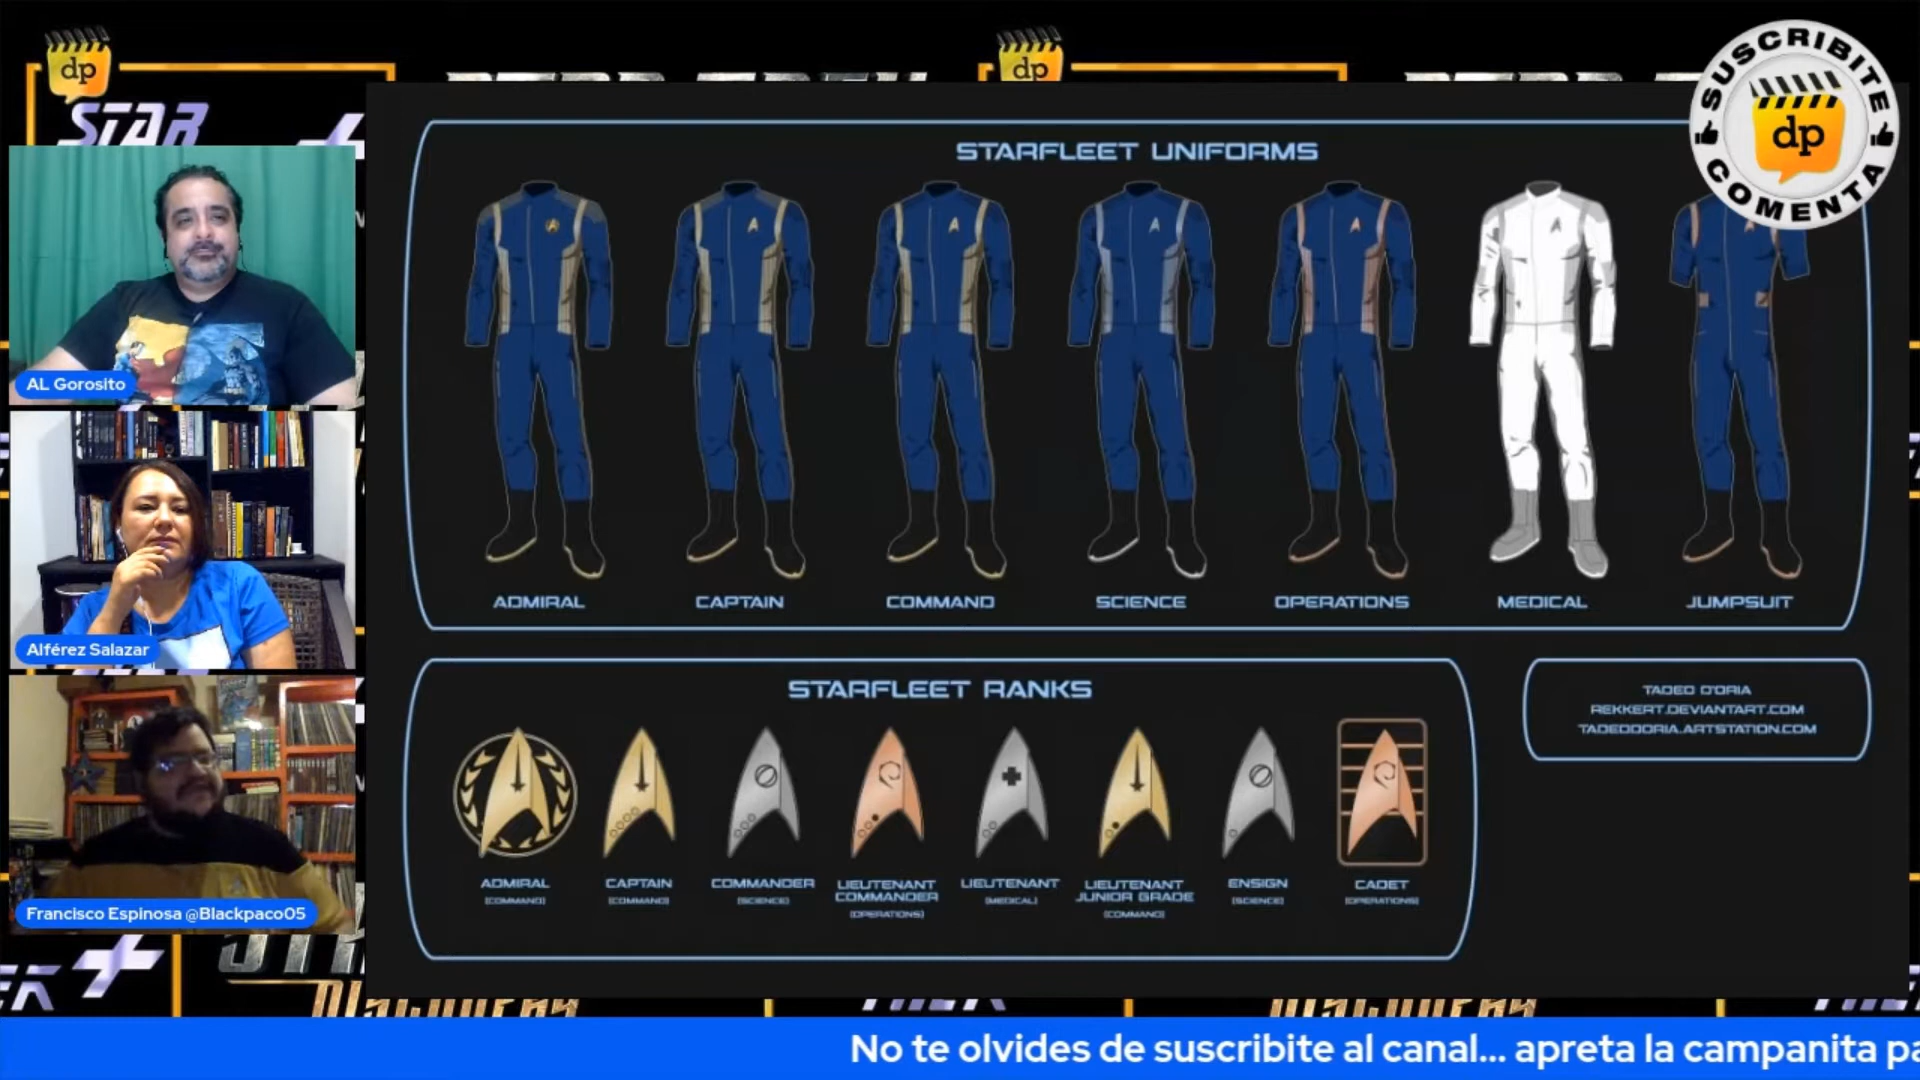 dp
dp
SUSCRIBITE
dp
COMENTA
STAR
STARFLEET UNIFORMS
ADMIRAL
CAPTAIN
COMMAND
SCIENCE
OPERATIONS
MEDICAL
JUMPSUIT
AL Gorosito
Alférez Salazar
Francisco Espinosa @Blackpaco05
STARFLEET RANKS
ADMIRAL
(COMMAND)
CAPTAIN
(COMMAND)
COMMANDER
(SCIENCE)
LIEUTENANT
COMMANDER
(OPERATIONS)
LIEUTENANT
(MEDICAL)
LIEUTENANT
JUNIOR GRADE
(COMMAND)
ENSIGN
(SCIENCE)
CADET
(OPERATIONS)
TADEO D'ORIA
REKKERT.DEVIANTART.COM
TADEODORIA.ARTSTATION.COM
No te olvides de suscribite al canal... apreta la campanita pa